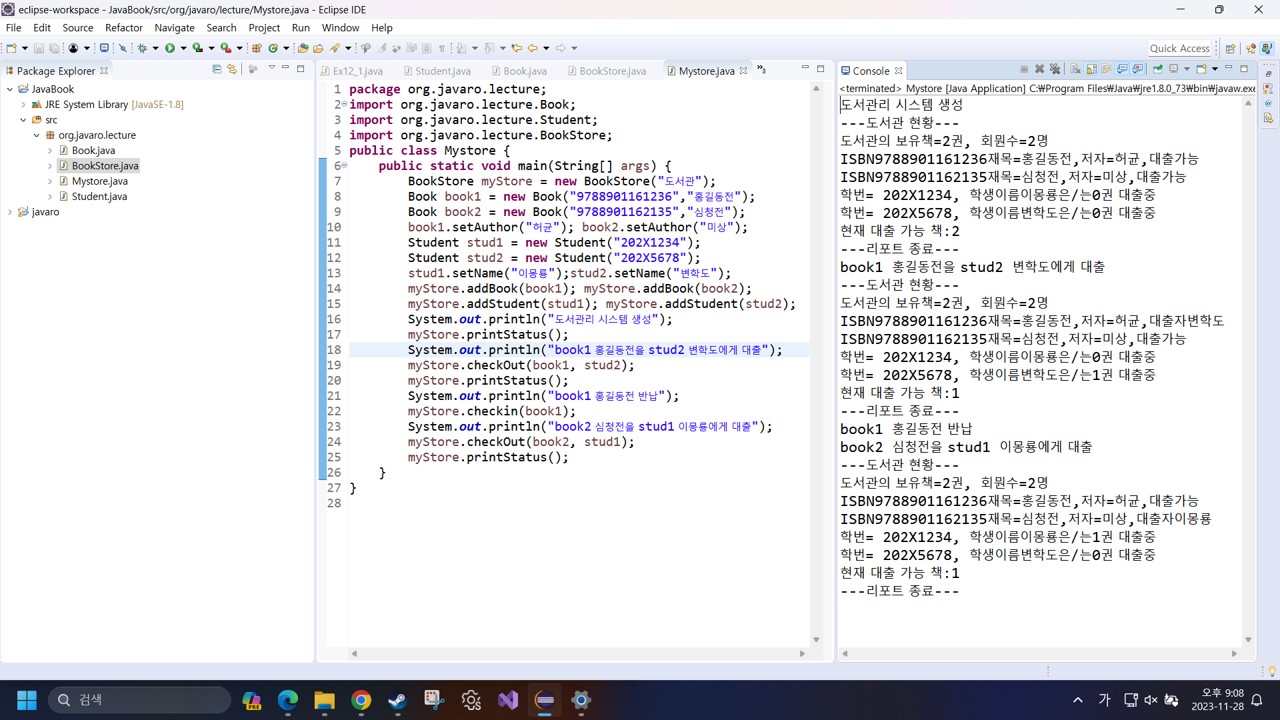 eclipse-workspace - JavaBook/src/org/javaro/lecture/Mystore.java - Eclipse IDE
File Edit Source Refactor Navigate Search Project Run Window Help
Quick Access
Package Explorer
JavaBook
JRE System Library [JavaSE-1.8]
src
org.javaro.lecture
Book.java
BookStore.java
Mystore.java
Student.java
javaro
Ex12_1.java Student.java Book.java BookStore.java Mystore.java
1 package org.javaro.lecture;
2 import org.javaro.lecture.Book;
3 import org.javaro.lecture.Student;
4 import org.javaro.lecture.BookStore;
5 public class Mystore {
6 public static void main(String[] args) {
7 BookStore myStore = new BookStore("도서관");
8 Book book1 = new Book("9788901161236","홍길동전");
9 Book book2 = new Book("9788901162135","심청전");
10 book1.setAuthor("허균"); book2.setAuthor("미상");
11 Student stud1 = new Student("202X1234");
12 Student stud2 = new Student("202X5678");
13 stud1.setName("이몽룡");stud2.setName("변학도");
14 myStore.addBook(book1); myStore.addBook(book2);
15 myStore.addStudent(stud1); myStore.addStudent(stud2);
16 System.out.println("도서관리 시스템 생성");
17 myStore.printStatus();
18 System.out.println("book1 홍길동전을 stud2 변학도에게 대출");
19 myStore.checkOut(book1, stud2);
20 myStore.printStatus();
21 System.out.println("book1 홍길동전 반납");
22 myStore.checkin(book1);
23 System.out.println("book2 심청전을 stud1 이몽룡에게 대출");
24 myStore.checkOut(book2, stud1);
25 myStore.printStatus();
26 }
27 }
28
Console
<terminated> Mystore [Java Application] C:₩Program Files₩Java₩jre1.8.0_73₩bin₩javaw.exe
도서관리 시스템 생성
---도서관 현황---
도서관의 보유책=2권, 회원수=2명
ISBN9788901161236재목=홍길동전,저자=허균,대출가능
ISBN9788901162135재목=심청전,저자=미상,대출가능
학번= 202X1234, 학생이름이몽룡은/는0권 대출중
학번= 202X5678, 학생이름변학도은/는0권 대출중
현재 대출 가능 책:2
---리포트 종료---
book1 홍길동전을 stud2 변학도에게 대출
---도서관 현황---
도서관의 보유책=2권, 회원수=2명
ISBN9788901161236재목=홍길동전,저자=허균,대출자변학도
ISBN9788901162135재목=심청전,저자=미상,대출가능
학번= 202X1234, 학생이름이몽룡은/는0권 대출중
학번= 202X5678, 학생이름변학도은/는1권 대출중
현재 대출 가능 책:1
---리포트 종료---
book1 홍길동전 반납
book2 심청전을 stud1 이몽룡에게 대출
---도서관 현황---
도서관의 보유책=2권, 회원수=2명
ISBN9788901161236재목=홍길동전,저자=허균,대출가능
ISBN9788901162135재목=심청전,저자=미상,대출자이몽룡
학번= 202X1234, 학생이름이몽룡은/는1권 대출중
학번= 202X5678, 학생이름변학도은/는0권 대출중
현재 대출 가능 책:1
---리포트 종료---
검색
PRE
가
오후 9:08
2023-11-28